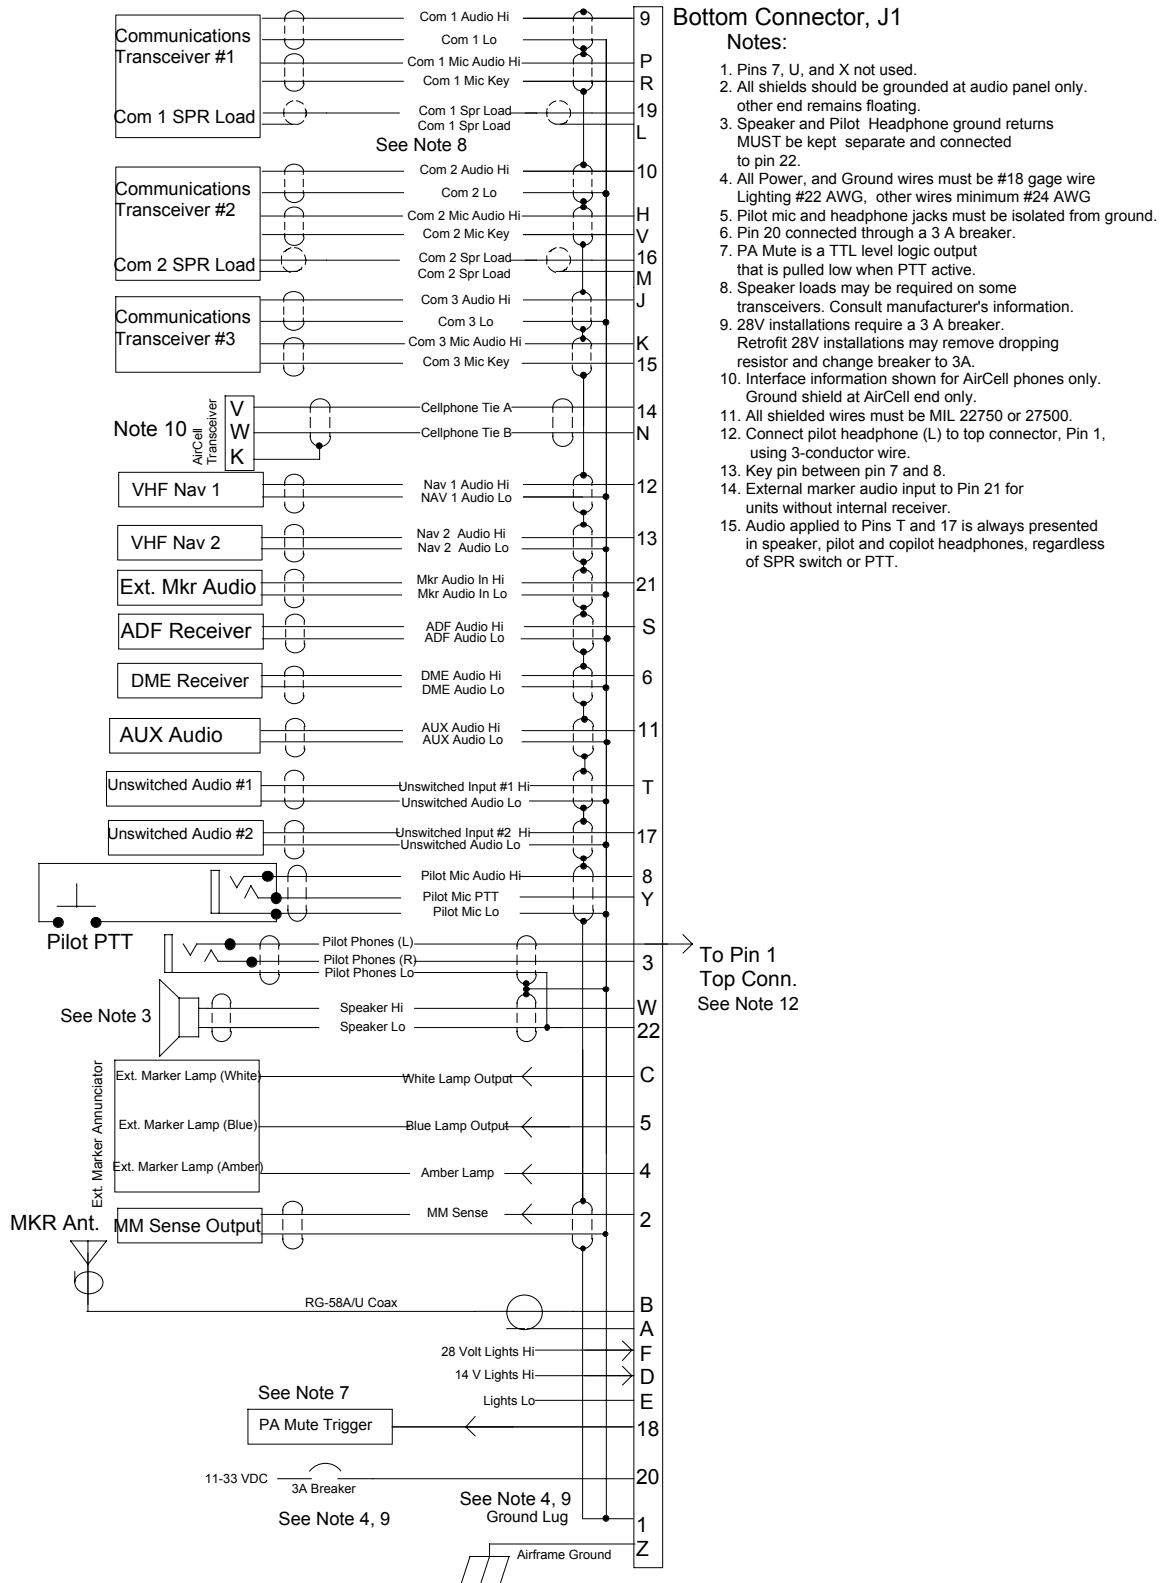 Bottom Connector, J1
Notes:
1. Pins 7, U, and X not used.
2. All shields should be grounded at audio panel only.
other end remains floating.
3. Speaker and Pilot Headphone ground returns
MUST be kept separate and connected
to pin 22.
4. All Power, and Ground wires must be #18 gage wire
Lighting #22 AWG, other wires minimum #24 AWG
5. Pilot mic and headphone jacks must be isolated from ground.
6. Pin 20 connected through a 3 A breaker.
7. PA Mute is a TTL level logic output
that is pulled low when PTT active.
8. Speaker loads may be required on some
transceivers. Consult manufacturer's information.
9. 28V installations require a 3 A breaker.
Retrofit 28V installations may remove dropping
resistor and change breaker to 3A.
10. Interface information shown for AirCell phones only.
Ground shield at AirCell end only.
11. All shielded wires must be MIL 22750 or 27500.
12. Connect pilot headphone (L) to top connector, Pin 1,
using 3-conductor wire.
13. Key pin between pin 7 and 8.
14. External marker audio input to Pin 21 for
units without internal receiver.
15. Audio applied to Pins T and 17 is always presented
in speaker, pilot and copilot headphones, regardless
of SPR switch or PTT.
Communications
Transceiver #1
Com 1 SPR Load
Com 1 Audio Hi
9
Com 1 Lo
Com 1 Mic Audio Hi
P
Com 1 Mic Key
R
Com 1 Spr Load
19
Com 1 Spr Load
L
See Note 8
Communications
Transceiver #2
Com 2 SPR Load
Com 2 Audio Hi
10
Com 2 Lo
Com 2 Mic Audio Hi
H
Com 2 Mic Key
V
Com 2 Spr Load
16
Com 2 Spr Load
M
Communications
Transceiver #3
Com 3 Audio Hi
J
Com 3 Lo
Com 3 Mic Audio Hi
K
Com 3 Mic Key
15
Note 10
AirCell
Transceiver
V
W
K
Cellphone Tie A
14
Cellphone Tie B
N
VHF Nav 1
Nav 1 Audio Hi
12
NAV 1 Audio Lo
VHF Nav 2
Nav 2 Audio Hi
13
Nav 2 Audio Lo
Ext. Mkr Audio
Mkr Audio In Hi
21
Mkr Audio In Lo
ADF Receiver
ADF Audio Hi
S
ADF Audio Lo
DME Receiver
DME Audio Hi
6
DME Audio Lo
AUX Audio
AUX Audio Hi
11
AUX Audio Lo
Unswitched Audio #1
Unswitched Input #1 Hi
T
Unswitched Audio Lo
Unswitched Audio #2
Unswitched Input #2 Hi
17
Unswitched Audio Lo
Pilot PTT
Pilot Mic Audio Hi
8
Pilot Mic PTT
Y
Pilot Mic Lo
Pilot Phones (L)
Pilot Phones (R)
3
Pilot Phones Lo
To Pin 1
Top Conn.
See Note 12
See Note 3
Speaker Hi
W
Speaker Lo
22
Ext. Marker Annunciator
Ext. Marker Lamp (White)
White Lamp Output
C
Ext. Marker Lamp (Blue)
Blue Lamp Output
5
Ext. Marker Lamp (Amber)
Amber Lamp
4
MKR Ant.
MM Sense Output
MM Sense
2
RG-58A/U Coax
B
A
28 Volt Lights Hi
F
14 V Lights Hi
D
Lights Lo
E
See Note 7
PA Mute Trigger
18
11-33 VDC
3A Breaker
20
See Note 4, 9
See Note 4, 9
Ground Lug
1
Airframe Ground
Z